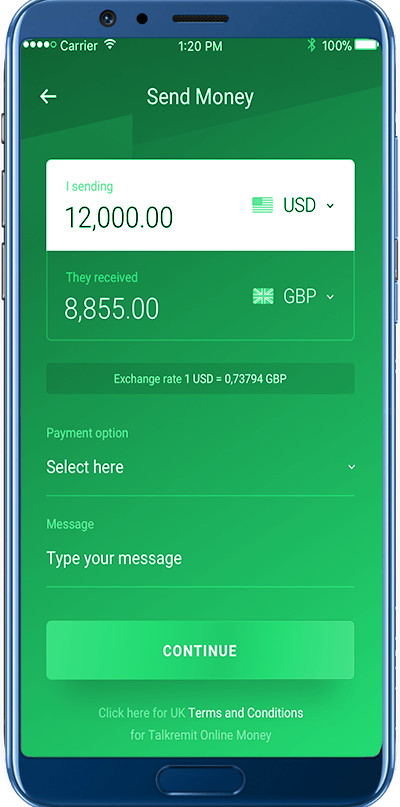 Carrier 1:20 PM 100%
Send Money
I sending
12,000.00 USD
They received
8,855.00 GBP
Exchange rate 1 USD = 0,73794 GBP
Payment option
Select here
Message
Type your message
CONTINUE
Click here for UK Terms and Conditions
for Talkremit Online Money